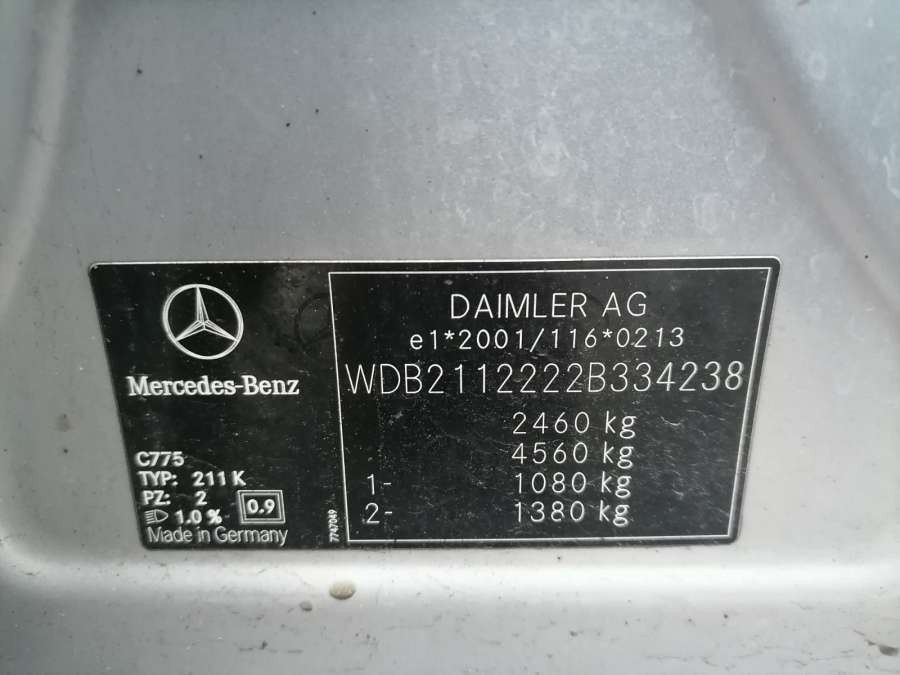 Mercedes-Benz
C775
TYP: 211 K
PZ: 2
1.0 %
0.9
Made in Germany
7747049
DAIMLER AG
e1*2001/116*0213
WDB2112222B334238
2460 kg
4560 kg
1- 1080 kg
2- 1380 kg